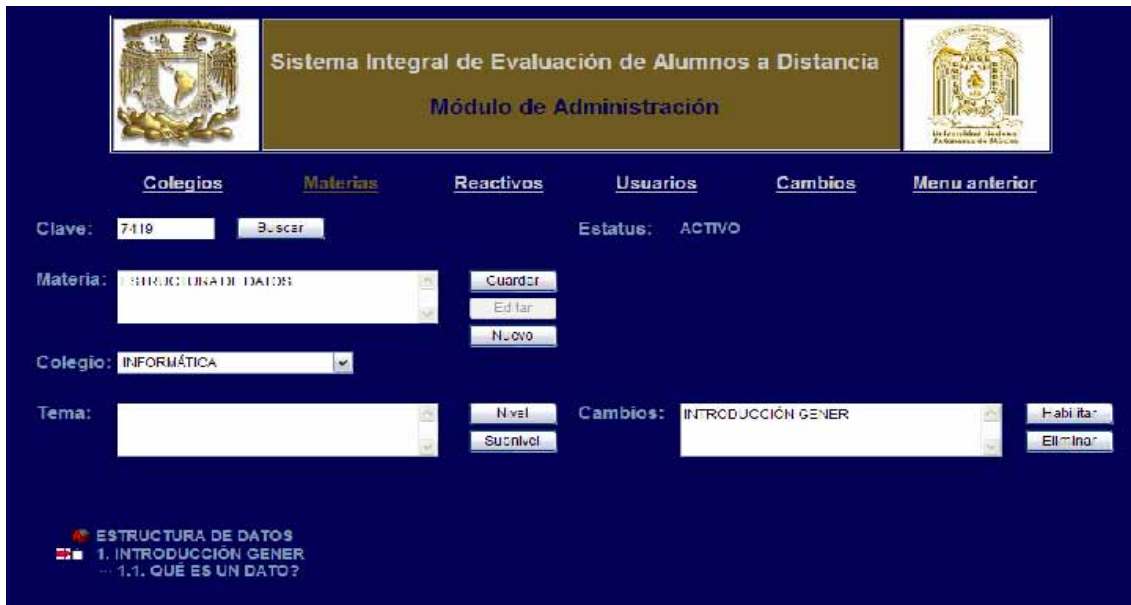 Sistema Integral de Evaluación de Alumnos a Distancia
Módulo de Administración
Colegios Materias Reactivos Usuarios Cambios Menu anterior
Clave: 7419 Buscar Estatus: ACTIVO
Materia: ESTRUCTURA DE DATOS Guardar
Editar
Nuevo
Colegio: INFORMÁTICA
Tema: Nivel Cambios: INTRODUCCIÓN GENER Habilitar
Subnivel Eliminar
ESTRUCTURA DE DATOS
1. INTRODUCCIÓN GENER
1.1. QUÉ ES UN DATO?